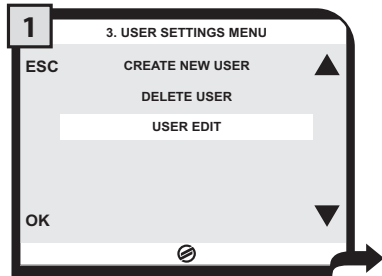 1
3. USER SETTINGS MENU
ESC
CREATE NEW USER
DELETE USER
USER EDIT
OK